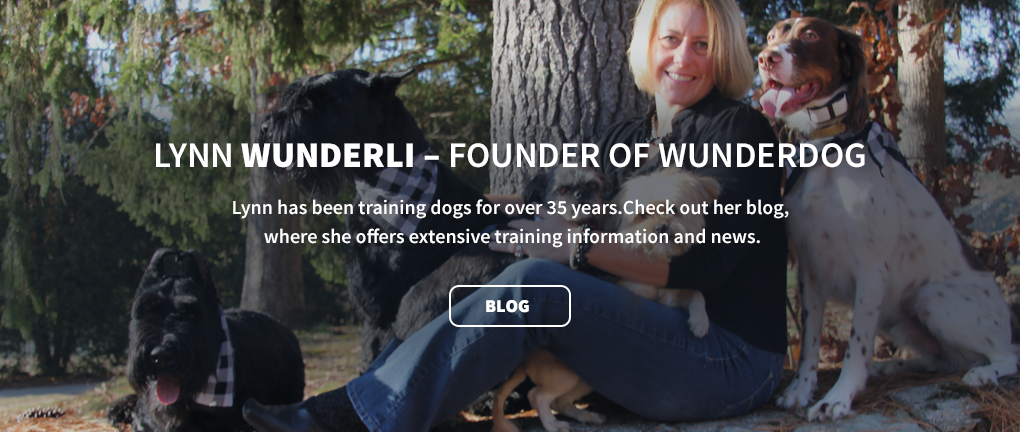 LYNN WUNDERLI – FOUNDER OF WUNDERDOG
Lynn has been training dogs for over 35 years.Check out her blog,
where she offers extensive training information and news.
BLOG